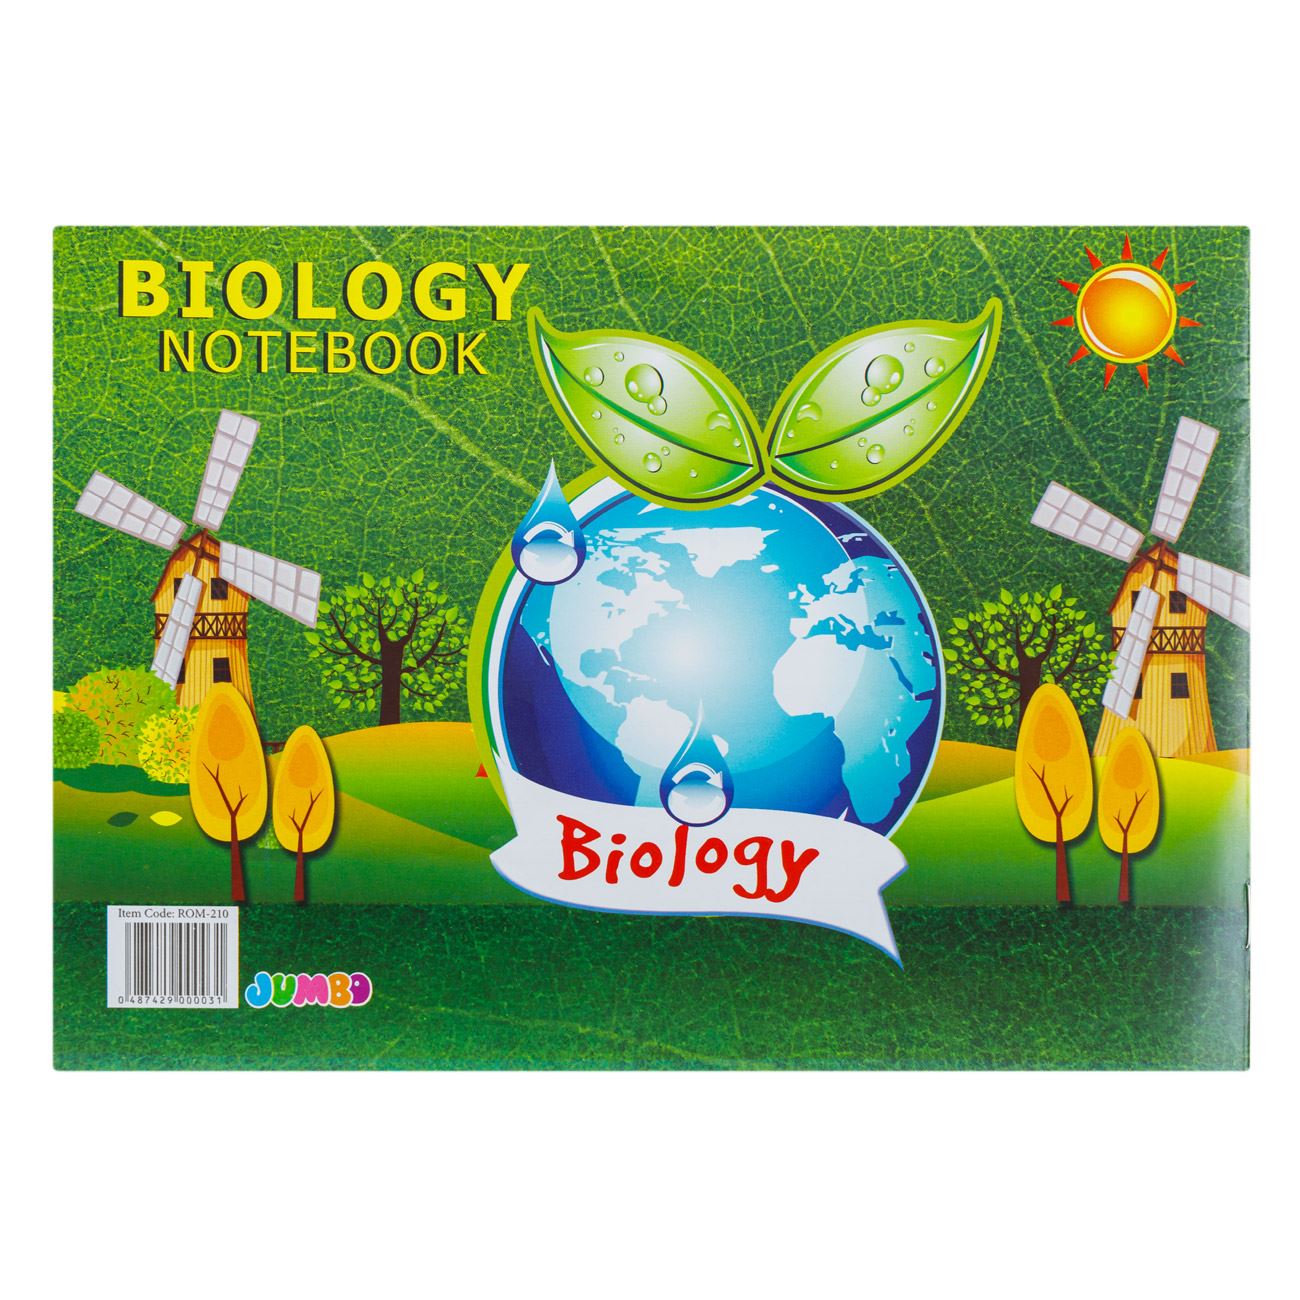 BIOLOGY
NOTEBOOK
Biology
Item Code: ROM-210
0 487429 000031
JUMBO